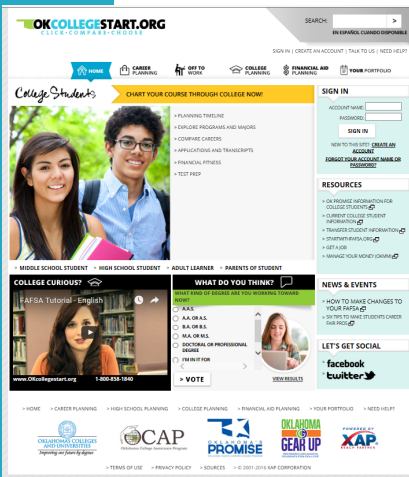 OKCOLLEGESTART.ORG
CLICK•COMPARE•CHOOSE
SEARCH: >
EN ESPAÑOL CUANDO DISPONIBLE
SIGN IN | CREATE AN ACCOUNT | TALK TO US | NEED HELP?
HOME
CAREER PLANNING
OFF TO WORK
COLLEGE PLANNING
FINANCIAL AID PLANNING
YOUR PORTFOLIO
College Students
CHART YOUR COURSE THROUGH COLLEGE NOW!
> PLANNING TIMELINE
> EXPLORE PROGRAMS AND MAJORS
> COMPARE CAREERS
> APPLICATIONS AND TRANSCRIPTS
> FINANCIAL FITNESS
> TEST PREP
SIGN IN
ACCOUNT NAME:
PASSWORD:
SIGN IN
NEW TO THIS SITE? CREATE AN
ACCOUNT
FORGOT YOUR ACCOUNT NAME OR
PASSWORD?
RESOURCES
> OK PROMISE INFORMATION FOR
COLLEGE STUDENTS
> CURRENT COLLEGE STUDENT
INFORMATION
> TRANSFER STUDENT INFORMATION
> STARTWITHFAFSA.ORG
> GET A JOB
> MANAGE YOUR MONEY (OKMM)
> MIDDLE SCHOOL STUDENT > HIGH SCHOOL STUDENT > ADULT LEARNER > PARENTS OF STUDENT
COLLEGE CURIOUS?
FAFSA Tutorial - English
www.OKcollegestart.org 1-800-858-1840
WHAT DO YOU THINK?
WHAT KIND OF DEGREE ARE YOU WORKING TOWARD
NOW?
A.A.S.
A.A. OR A.S.
B.A. OR B.S.
M.A. OR M.S.
DOCTORAL OR PROFESSIONAL
DEGREE
I'M IN IT FOR
> VOTE
VIEW RESULTS
NEWS & EVENTS
> HOW TO MAKE CHANGES TO
YOUR FAFSA
> SIX TIPS TO MAKE STUDENTS CAREER
FAIR PROS
LET'S GET SOCIAL
facebook
twitter
> HOME > CAREER PLANNING > HIGH SCHOOL PLANNING > COLLEGE PLANNING > FINANCIAL AID PLANNING > YOUR PORTFOLIO > NEED HELP?
OKLAHOMA'S COLLEGES
AND UNIVERSITIES
Improving our future by degrees
OCAP
Oklahoma College Assistance Program
OKLAHOMA'S
PROMISE
OKLAHOMA
GEAR UP
POWERED BY
XAP
> TERMS OF USE > PRIVACY POLICY > SOURCES > © 2001-2016 XAP CORPORATION